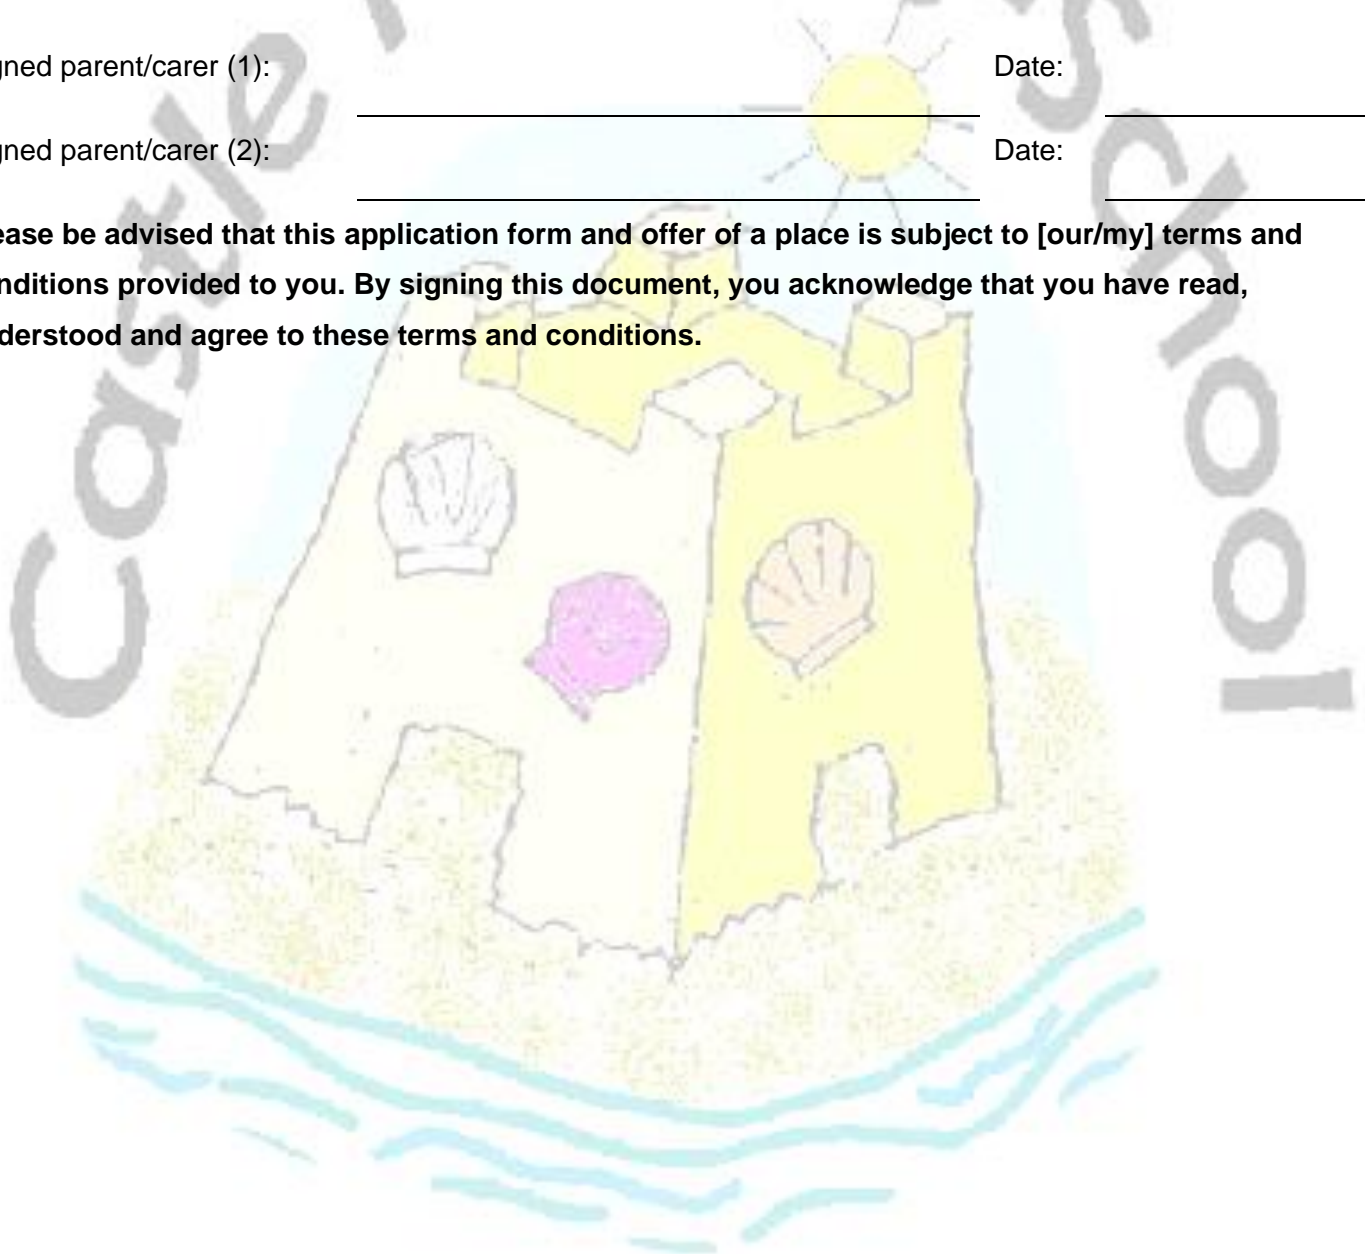 gned parent/carer (1): Date:
gned parent/carer (2): Date:
ease be advised that this application form and offer of a place is subject to [our/my] terms and
nditions provided to you. By signing this document, you acknowledge that you have read,
derstood and agree to these terms and conditions.
Castle
hool